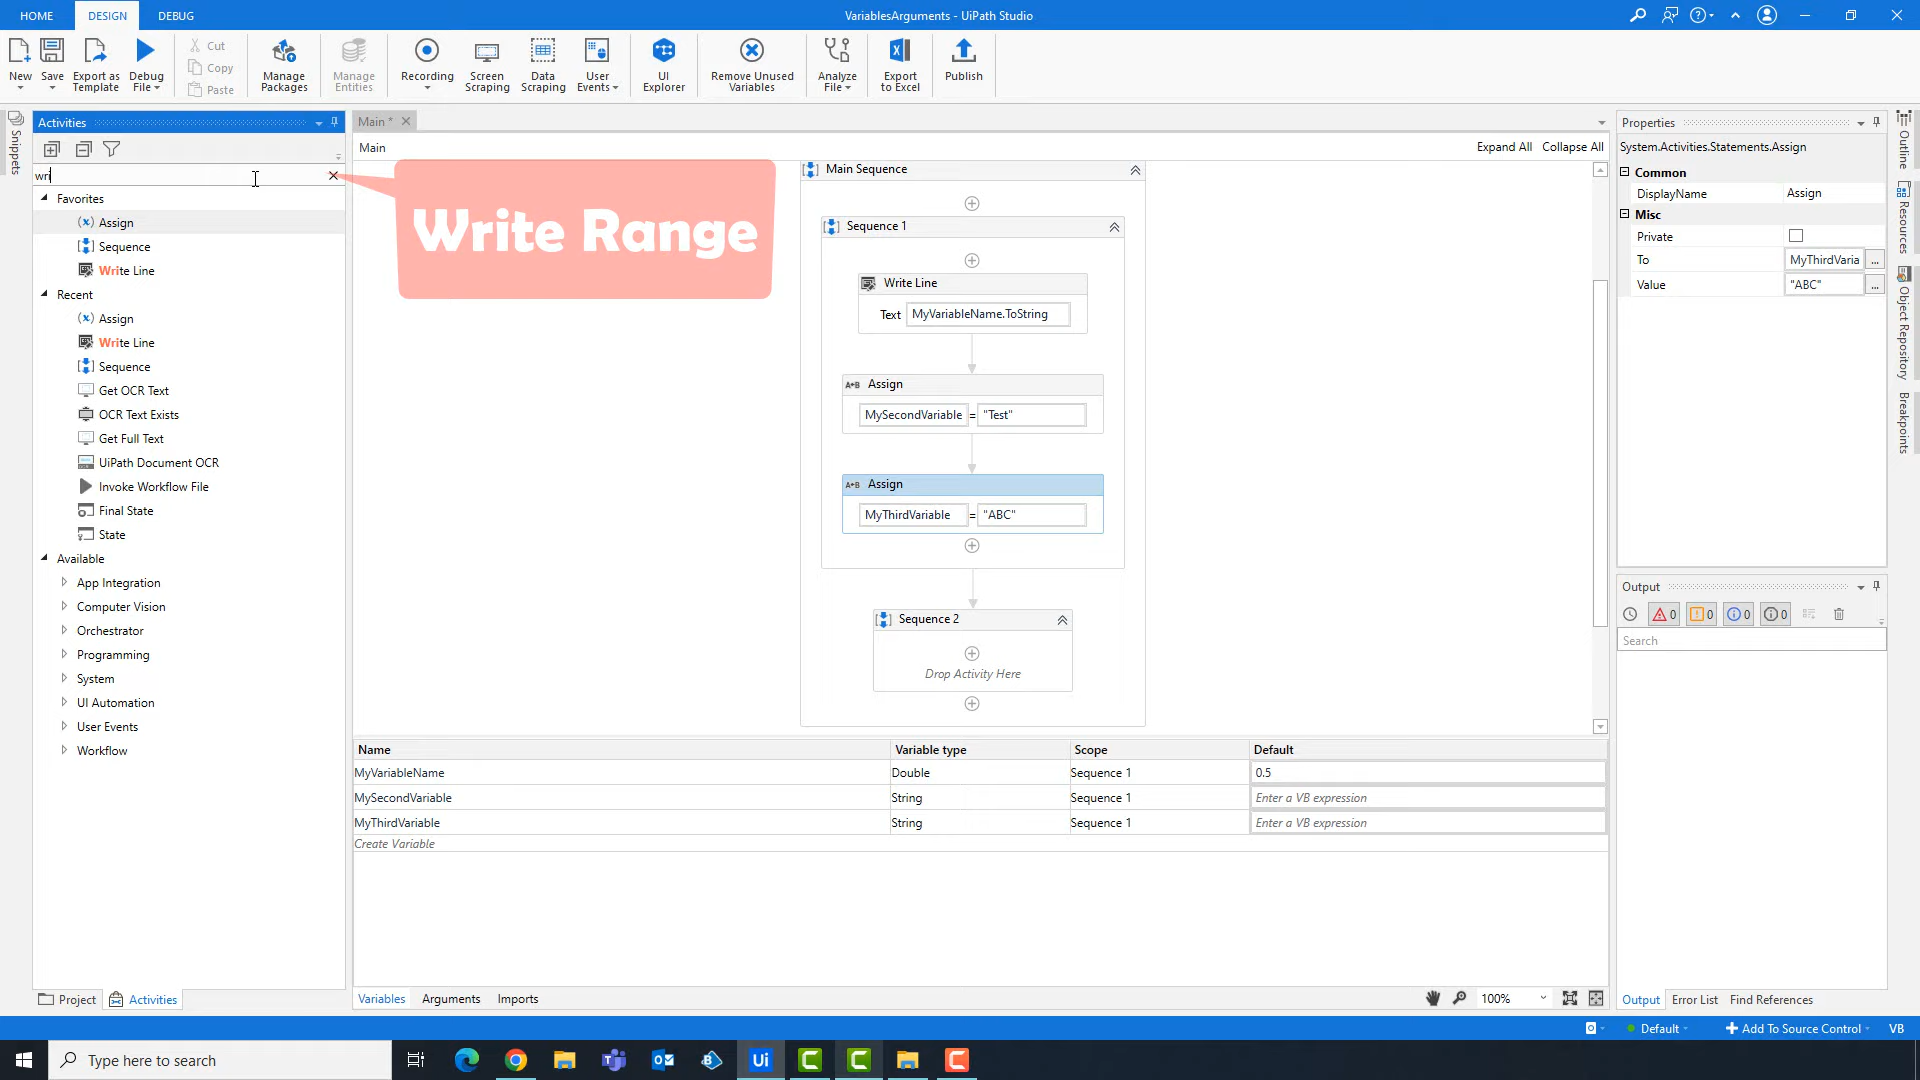 HOME
DESIGN
DEBUG
VariablesArguments - UiPath Studio
New
Save
Export as Template
Debug File
Cut
Copy
Paste
Manage Packages
Manage Entities
Recording
Screen Scraping
Data Scraping
User Events
UI Explorer
Remove Unused Variables
Analyze File
Export to Excel
Publish
Snippets
Activities
wri
Favorites
Assign
Sequence
Write Line
Recent
Assign
Write Line
Sequence
Get OCR Text
OCR Text Exists
Get Full Text
UiPath Document OCR
Invoke Workflow File
Final State
State
Available
App Integration
Computer Vision
Orchestrator
Programming
System
UI Automation
User Events
Workflow
Project
Activities
Write Range
Main *
Main
Expand All
Collapse All
Main Sequence
Sequence 1
Write Line
Text MyVariableName.ToString
A+B Assign
MySecondVariable = "Test"
A+B Assign
MyThirdVariable = "ABC"
Sequence 2
Drop Activity Here
Name Variable type Scope Default
MyVariableName Double Sequence 1 0.5
MySecondVariable String Sequence 1 Enter a VB expression
MyThirdVariable String Sequence 1 Enter a VB expression
Create Variable
Variables
Arguments
Imports
100%
Properties
System.Activities.Statements.Assign
Common
DisplayName Assign
Misc
Private
To MyThirdVaria ...
Value "ABC" ...
Output
0
0
0
0
Search
Output
Error List
Find References
Outline
Resources
Object Repository
Breakpoints
Default
Add To Source Control
VB
Type here to search
Ui